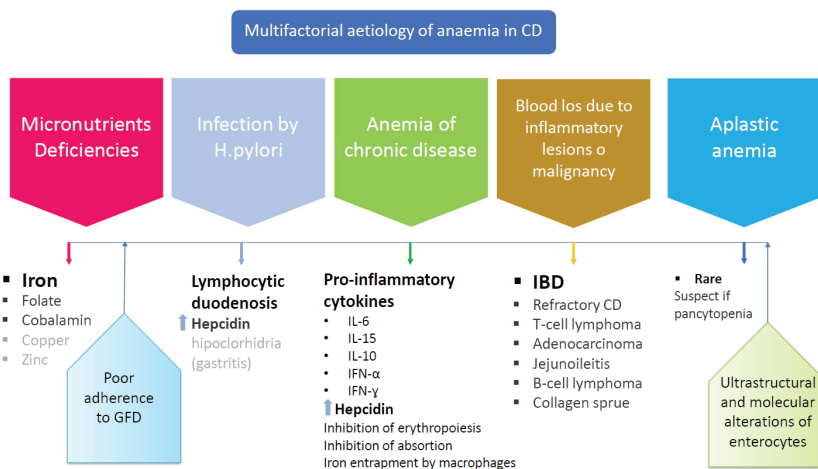 Multifactorial aetiology of anaemia in CD
Micronutrients
Deficiencies
Infection by
H.pylori
Anemia of
chronic disease
Blood los due to
inflammatory
lesions o
malignancy
Aplastic
anemia
▪ Iron
▪ Folate
▪ Cobalamin
▪ Copper
▪ Zinc
Poor
adherence
to GFD
Lymphocytic
duodenosis
Hepcidin
hipoclorhidria
(gastritis)
Pro-inflammatory
cytokines
• IL-6
• IL-15
• IL-10
• IFN-α
• IFN-ɣ
Hepcidin
Inhibition of erythropoiesis
Inhibition of absortion
Iron entrapment by macrophages
▪ IBD
▪ Refractory CD
▪ T-cell lymphoma
▪ Adenocarcinoma
▪ Jejunoileitis
▪ B-cell lymphoma
▪ Collagen sprue
▪ Rare
Suspect if
pancytopenia
Ultrastructural
and molecular
alterations of
enterocytes